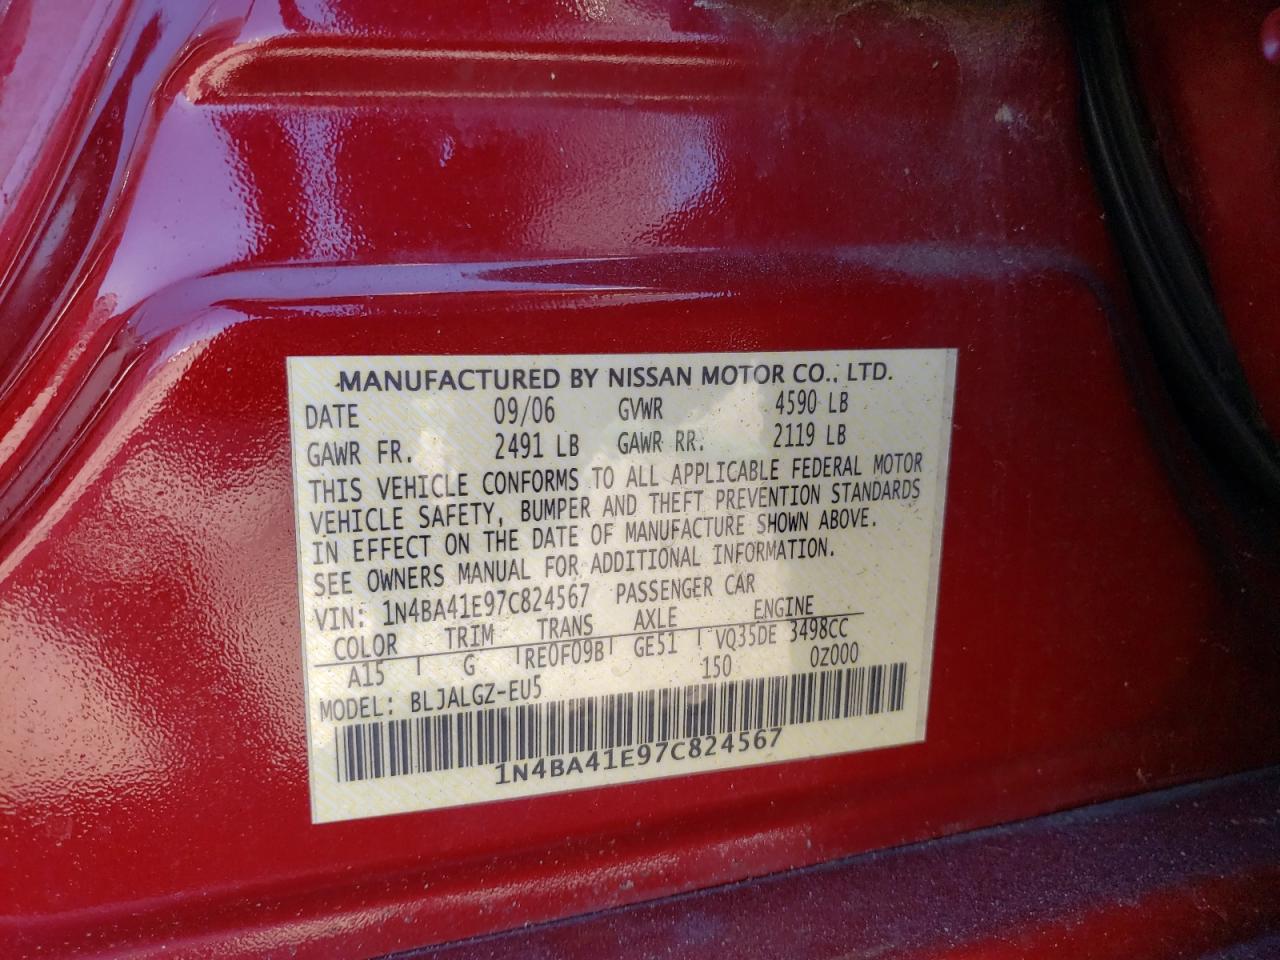 MANUFACTURED BY NISSAN MOTOR CO., LTD.
DATE 09/06 GVWR 4590 LB
GAWR FR. 2491 LB GAWR RR. 2119 LB
THIS VEHICLE CONFORMS TO ALL APPLICABLE FEDERAL MOTOR
VEHICLE SAFETY, BUMPER AND THEFT PREVENTION STANDARDS
IN EFFECT ON THE DATE OF MANUFACTURE SHOWN ABOVE.
SEE OWNERS MANUAL FOR ADDITIONAL INFORMATION.
VIN: 1N4BA41E97C824567 PASSENGER CAR
COLOR TRIM TRANS AXLE ENGINE
A15 G RE0F09B GE51 VQ35DE 3498CC
MODEL: BLJALGZ-EU5 150 0Z000
1N4BA41E97C824567